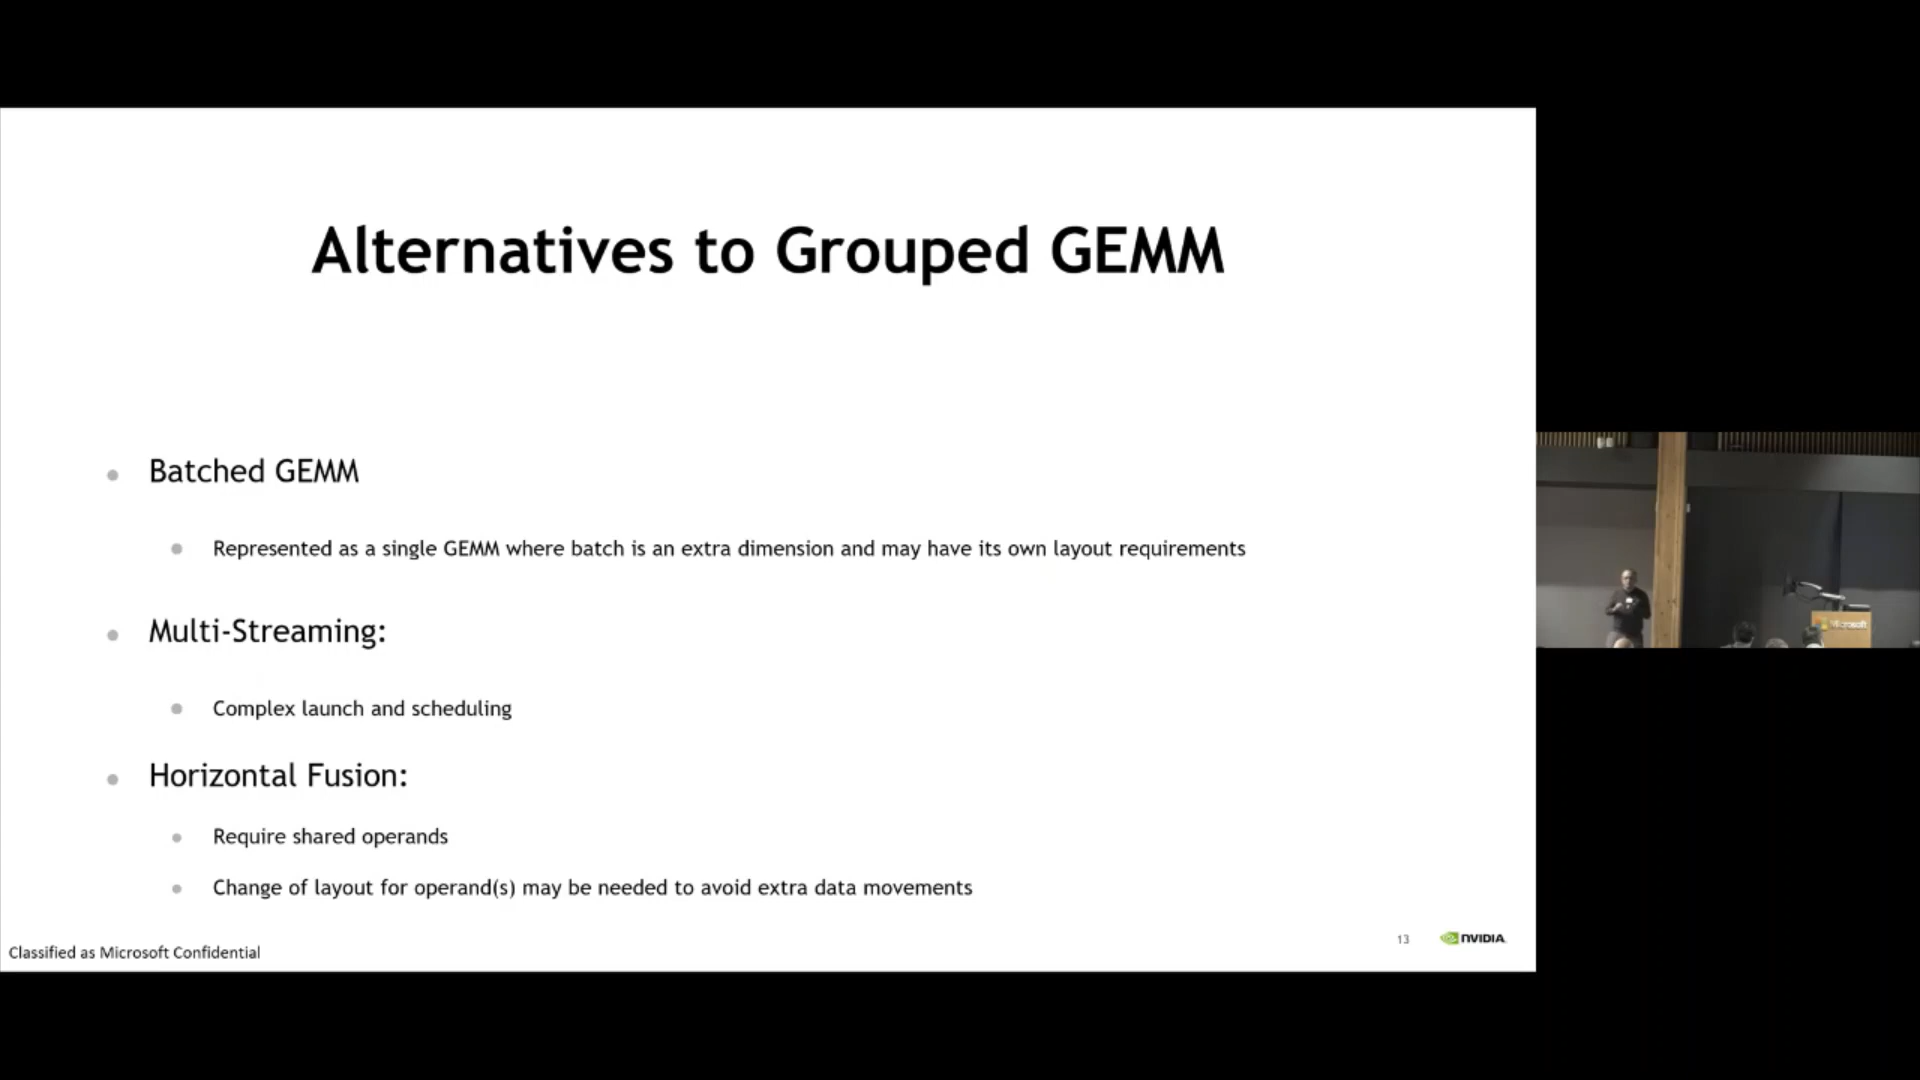 Alternatives to Grouped GEMM
Batched GEMM
Represented as a single GEMM where batch is an extra dimension and may have its own layout requirements
Multi-Streaming:
Complex launch and scheduling
Horizontal Fusion:
Require shared operands
Change of layout for operand(s) may be needed to avoid extra data movements
13
NVIDIA
Classified as Microsoft Confidential
Microsoft